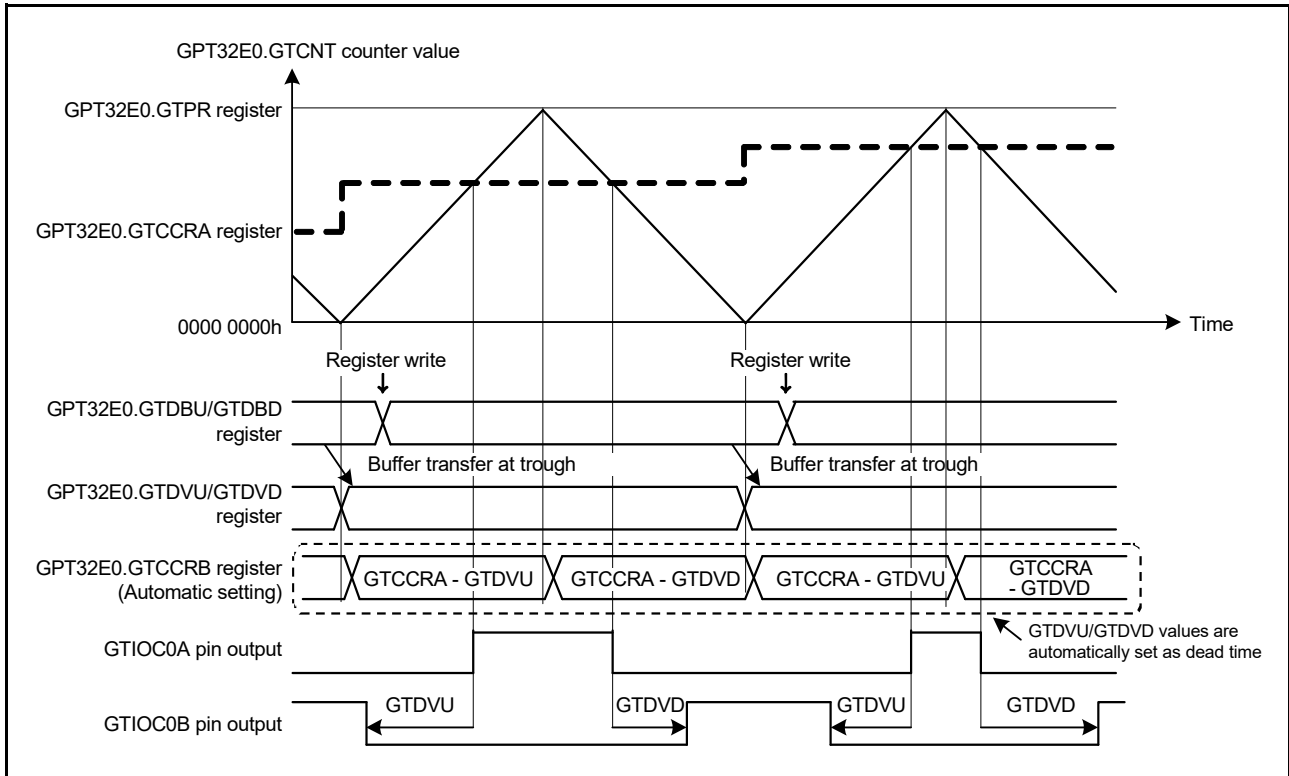 GPT32E0.GTCNT counter value
GPT32E0.GTPR register
GPT32E0.GTCCRA register
0000 0000h
Time
Register write
Register write
GPT32E0.GTDBU/GTDBD
register
Buffer transfer at trough
Buffer transfer at trough
GPT32E0.GTDVU/GTDVD
register
GPT32E0.GTCCRB register
(Automatic setting)
GTCCRA - GTDVU
GTCCRA - GTDVD
GTCCRA - GTDVU
GTCCRA
- GTDVD
GTDVU/GTDVD values are
automatically set as dead time
GTIOC0A pin output
GTDVU
GTDVD
GTDVU
GTDVD
GTIOC0B pin output